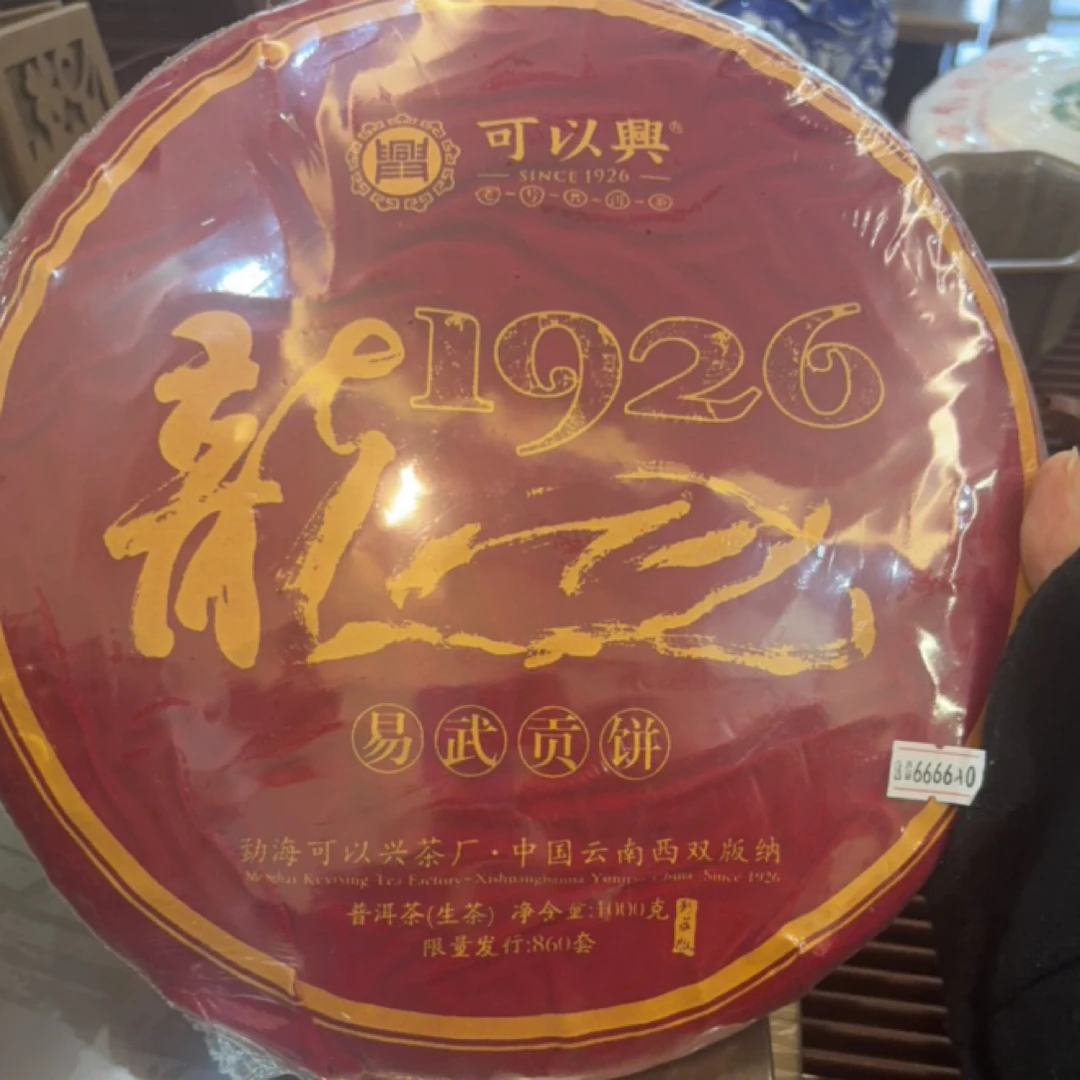 可以興®
SINCE 1926
1926
龍
易武贡饼
勐海可以兴茶厂·中国云南西双版纳
普洱茶(生茶) 净含量:1000克
限量发行:860套